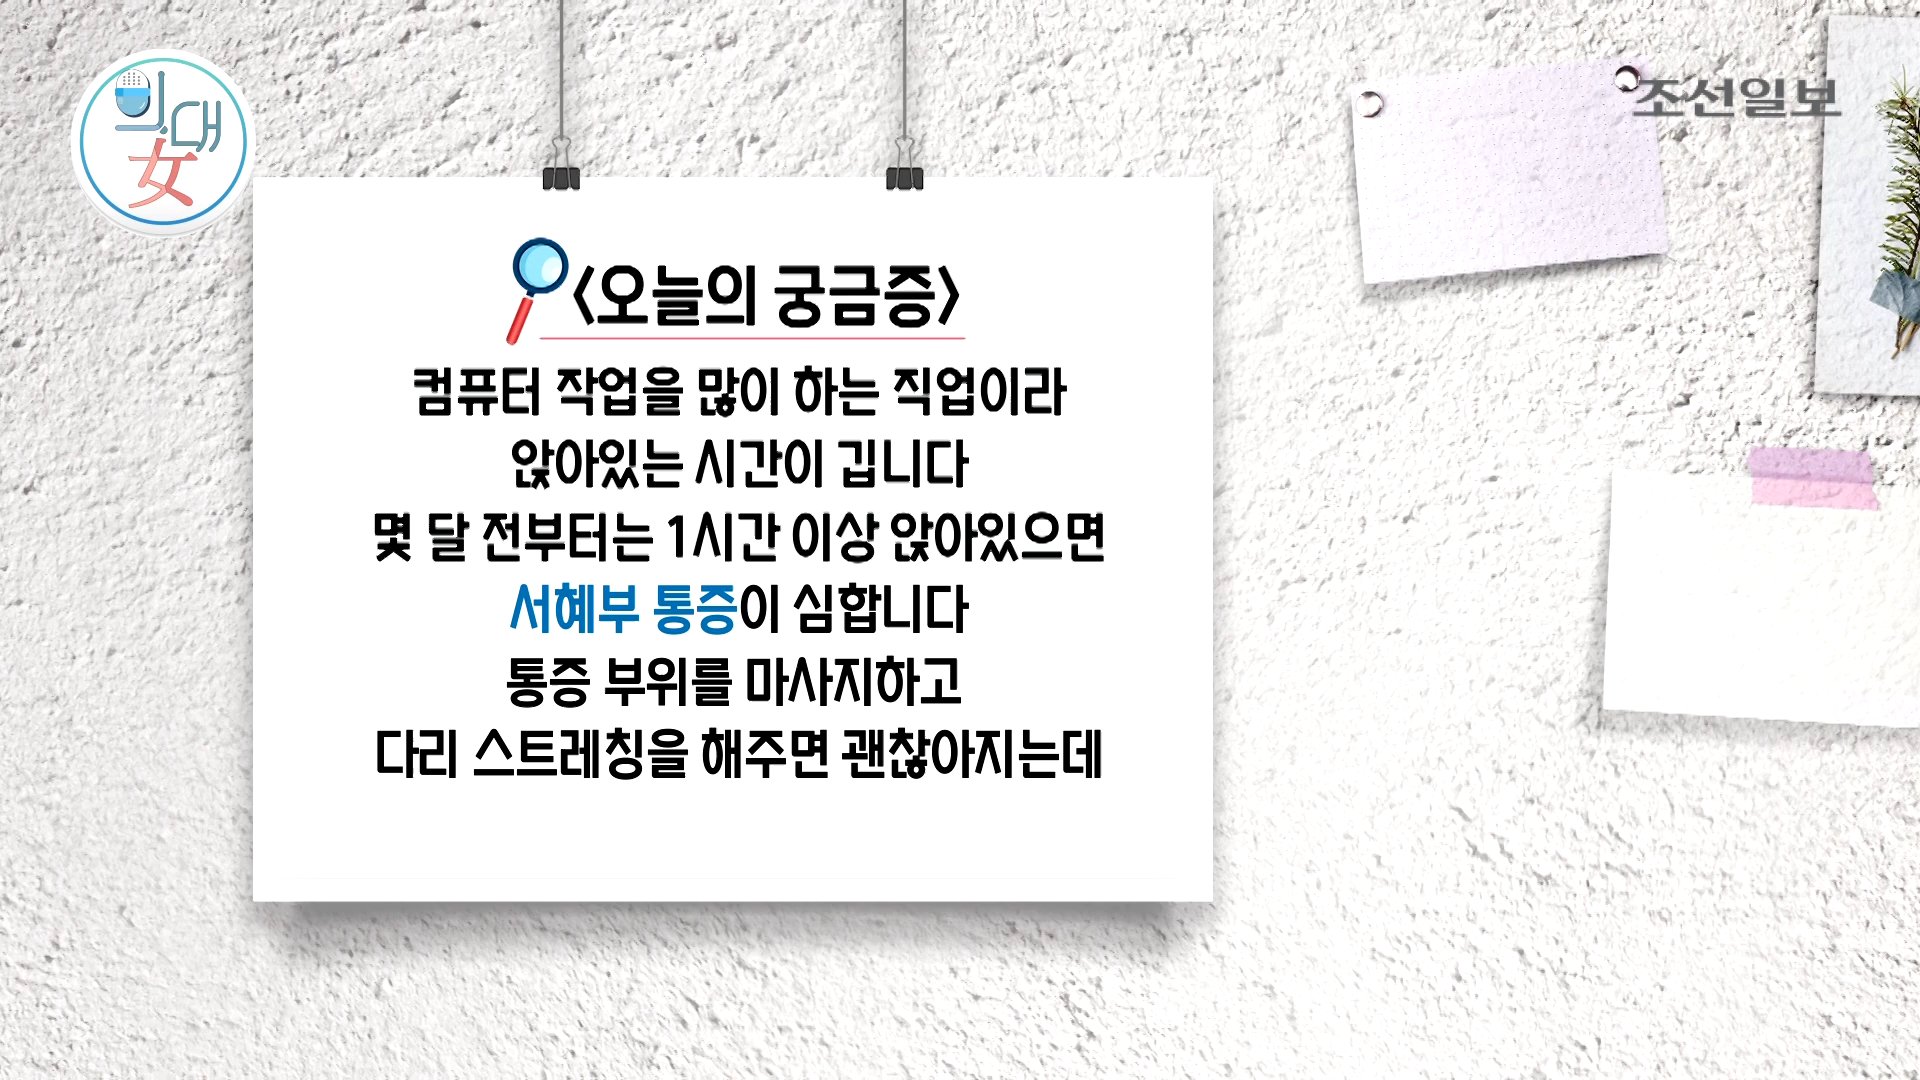 의대女
조선일보
<오늘의 궁금증>
컴퓨터 작업을 많이 하는 직업이라
앉아있는 시간이 깁니다
몇 달 전부터는 1시간 이상 앉아있으면
서혜부 통증이 심합니다
통증 부위를 마사지하고
다리 스트레칭을 해주면 괜찮아지는데